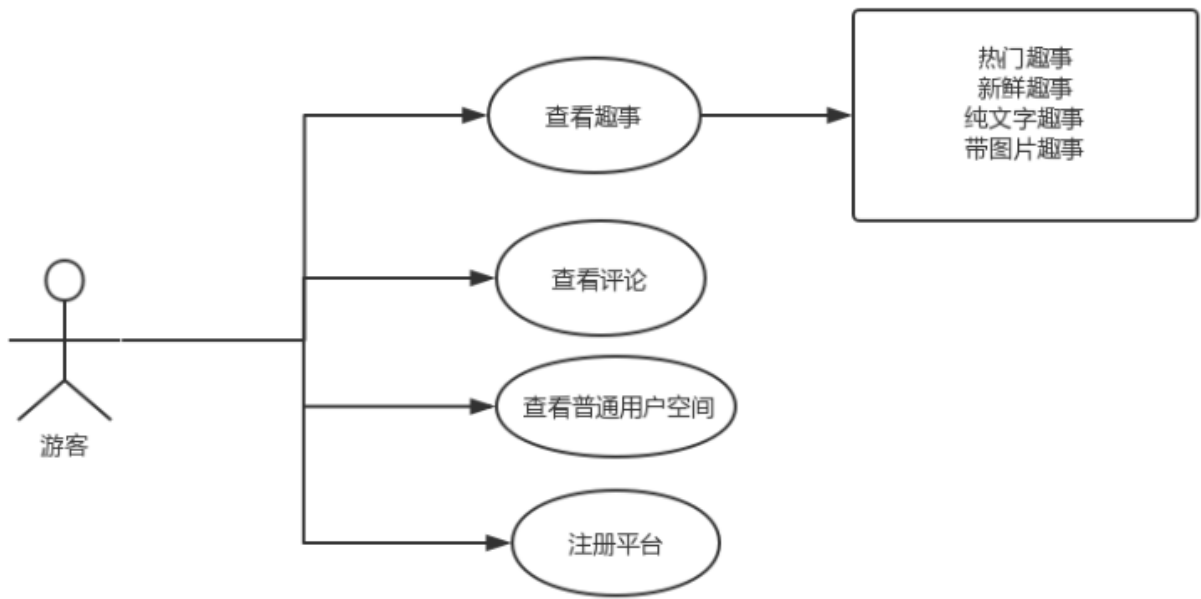 热门趣事
新鲜趣事
纯文字趣事
带图片趣事
查看趣事
查看评论
查看普通用户空间
游客
注册平台